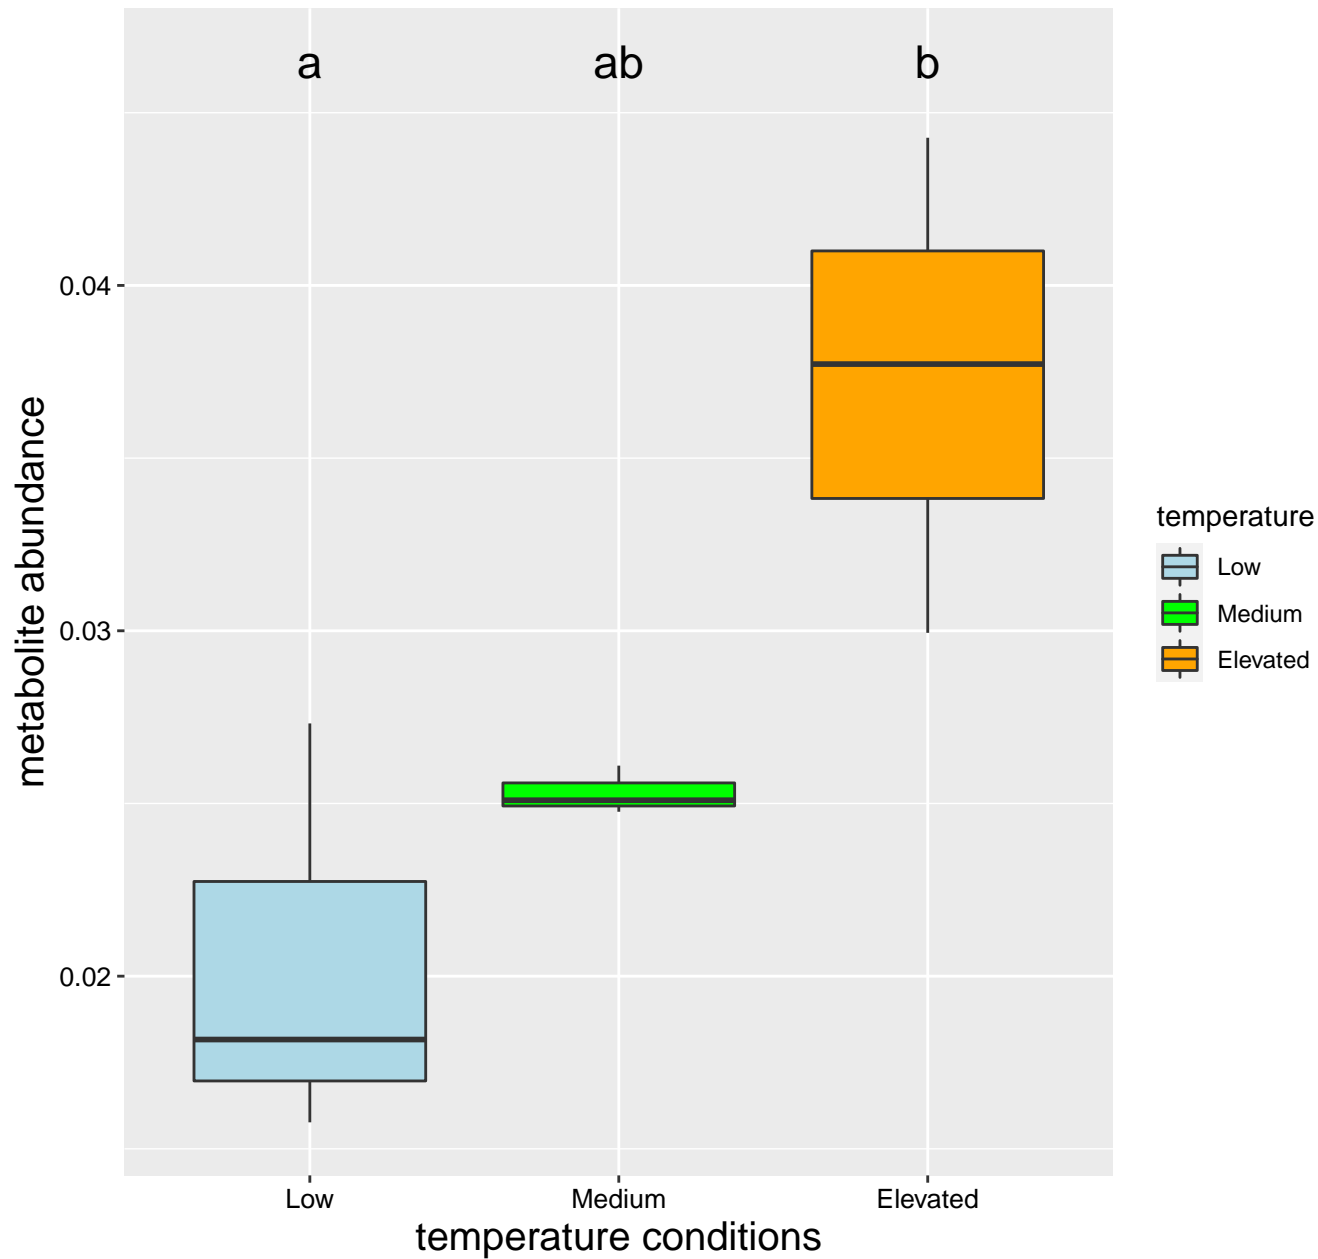 a ab b
metabolite abundance
0.04
0.03
0.02
Low Medium Elevated
temperature conditions
temperature
Low
Medium
Elevated